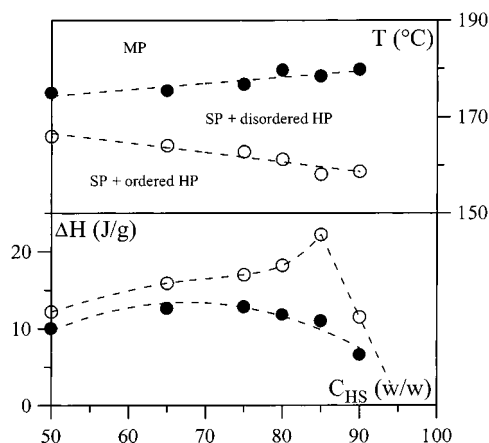 190
MP
T (°C)
170
SP + disordered HP
SP + ordered HP
150
ΔH (J/g)
20
10
C_HS (w/w)
0
50 60 70 80 90 100